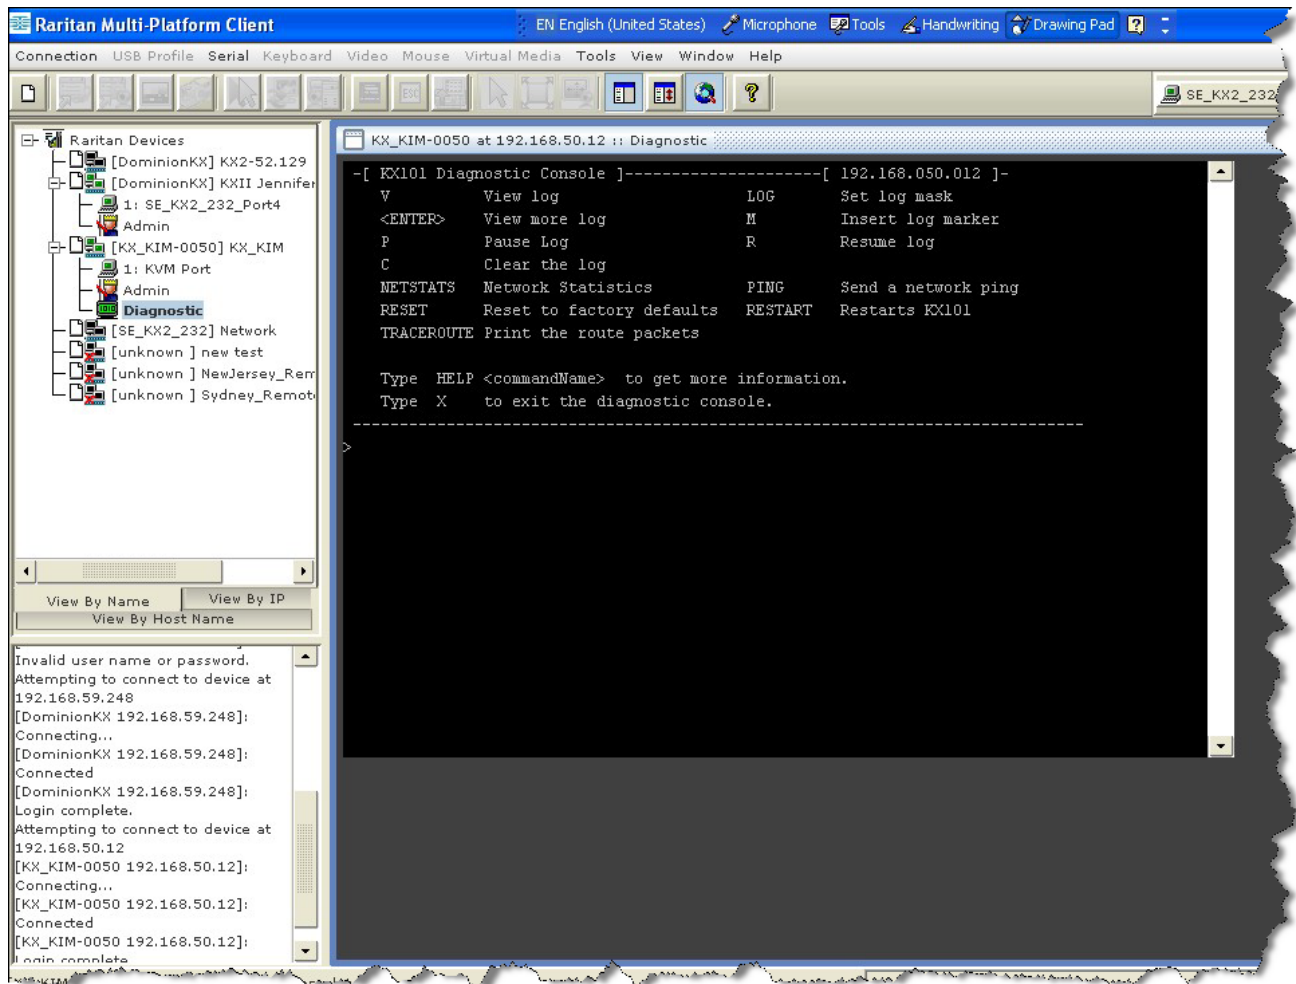 Raritan Multi-Platform Client
EN English (United States) Microphone Tools Handwriting Drawing Pad ?
Connection USB Profile Serial Keyboard Video Mouse Virtual Media Tools View Window Help
ESC ? SE_KX2_232
Raritan Devices
[DominionKX] KX2-52.129
[DominionKX] KXII Jennifer
1: SE_KX2_232_Port4
Admin
[KX_KIM-0050] KX_KIM
1: KVM Port
Admin
Diagnostic
[SE_KX2_232] Network
[unknown ] new test
[unknown ] NewJersey_Rem
[unknown ] Sydney_Remot
View By Name View By IP
View By Host Name
Invalid user name or password.
Attempting to connect to device at
192.168.59.248
[DominionKX 192.168.59.248]:
Connecting...
[DominionKX 192.168.59.248]:
Connected
[DominionKX 192.168.59.248]:
Login complete.
Attempting to connect to device at
192.168.50.12
[KX_KIM-0050 192.168.50.12]:
Connecting...
[KX_KIM-0050 192.168.50.12]:
Connected
[KX_KIM-0050 192.168.50.12]:
Login complete
KX_KIM-0050 at 192.168.50.12 :: Diagnostic
-[ KX101 Diagnostic Console ]---------------------[ 192.168.050.012 ]-
V View log LOG Set log mask
<ENTER> View more log M Insert log marker
P Pause Log R Resume log
C Clear the log
NETSTATS Network Statistics PING Send a network ping
RESET Reset to factory defaults RESTART Restarts KX101
TRACEROUTE Print the route packets
Type HELP <commandName> to get more information.
Type X to exit the diagnostic console.
------------------------------------------------------------------------------
>